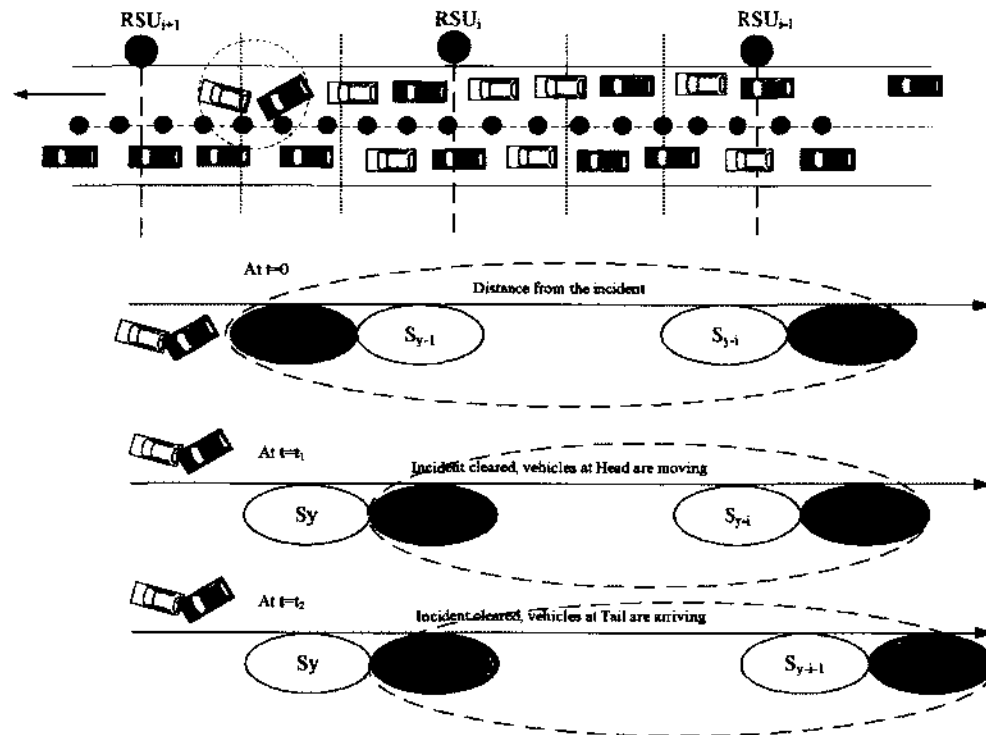 RSUᵢ₊₁ RSUᵢ RSUᵢ₋₁
At t=0
Distance from the incident
Sy-1 Sy-i
At t=t₁
Incident cleared, vehicles at Head are moving
Sy Sy-i
At t=t₂
Incident cleared, vehicles at Tail are arriving
Sy Sy-i-1